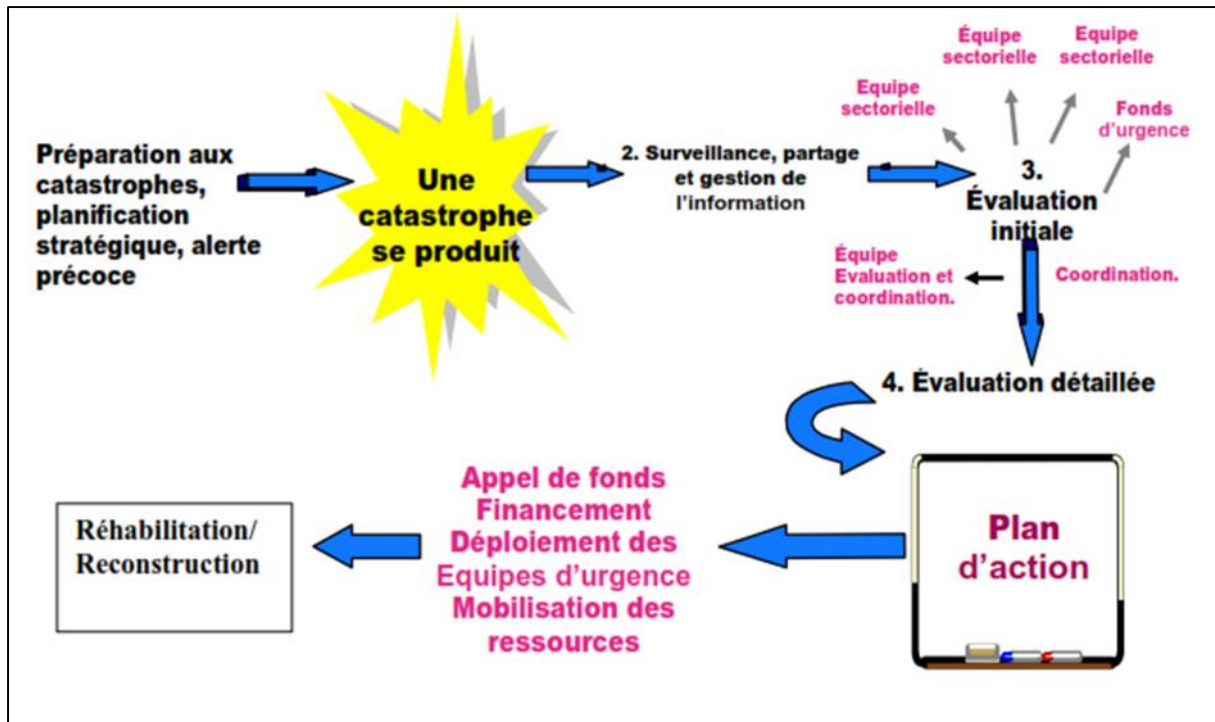 Préparation aux
catastrophes,
planification
stratégique, alerte
précoce
Une
catastrophe
se produit
2. Surveillance, partage
et gestion de
l'information
Equipe
sectorielle
Équipe
sectorielle
Equipe
sectorielle
Fonds
d'urgence
3.
Évaluation
initiale
Équipe
Evaluation et
coordination.
Coordination.
4. Évaluation détaillée
Plan
d'action
Appel de fonds
Financement
Déploiement des
Equipes d'urgence
Mobilisation des
ressources
Réhabilitation/
Reconstruction